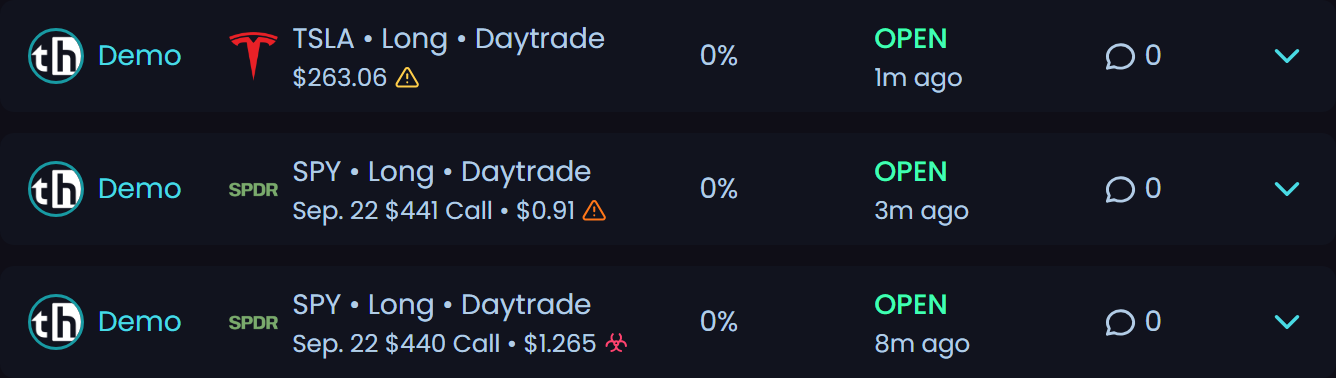 th Demo TSLA • Long • Daytrade 0% OPEN 0
$263.06 1m ago
th Demo SPDR SPY • Long • Daytrade 0% OPEN 0
Sep. 22 $441 Call • $0.91 3m ago
th Demo SPDR SPY • Long • Daytrade 0% OPEN 0
Sep. 22 $440 Call • $1.265 8m ago